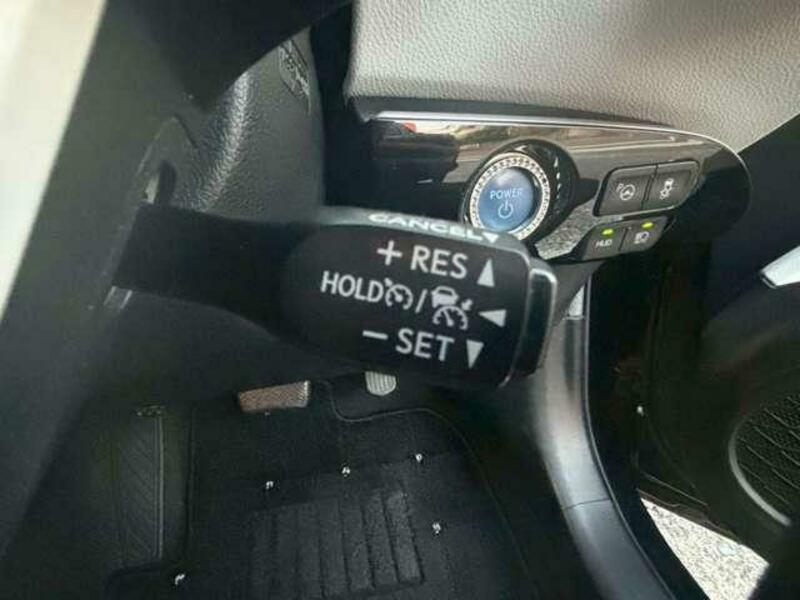 CANCEL▼
+ RES ▲
HOLD / ◀
− SET ▼
POWER
P
HUD